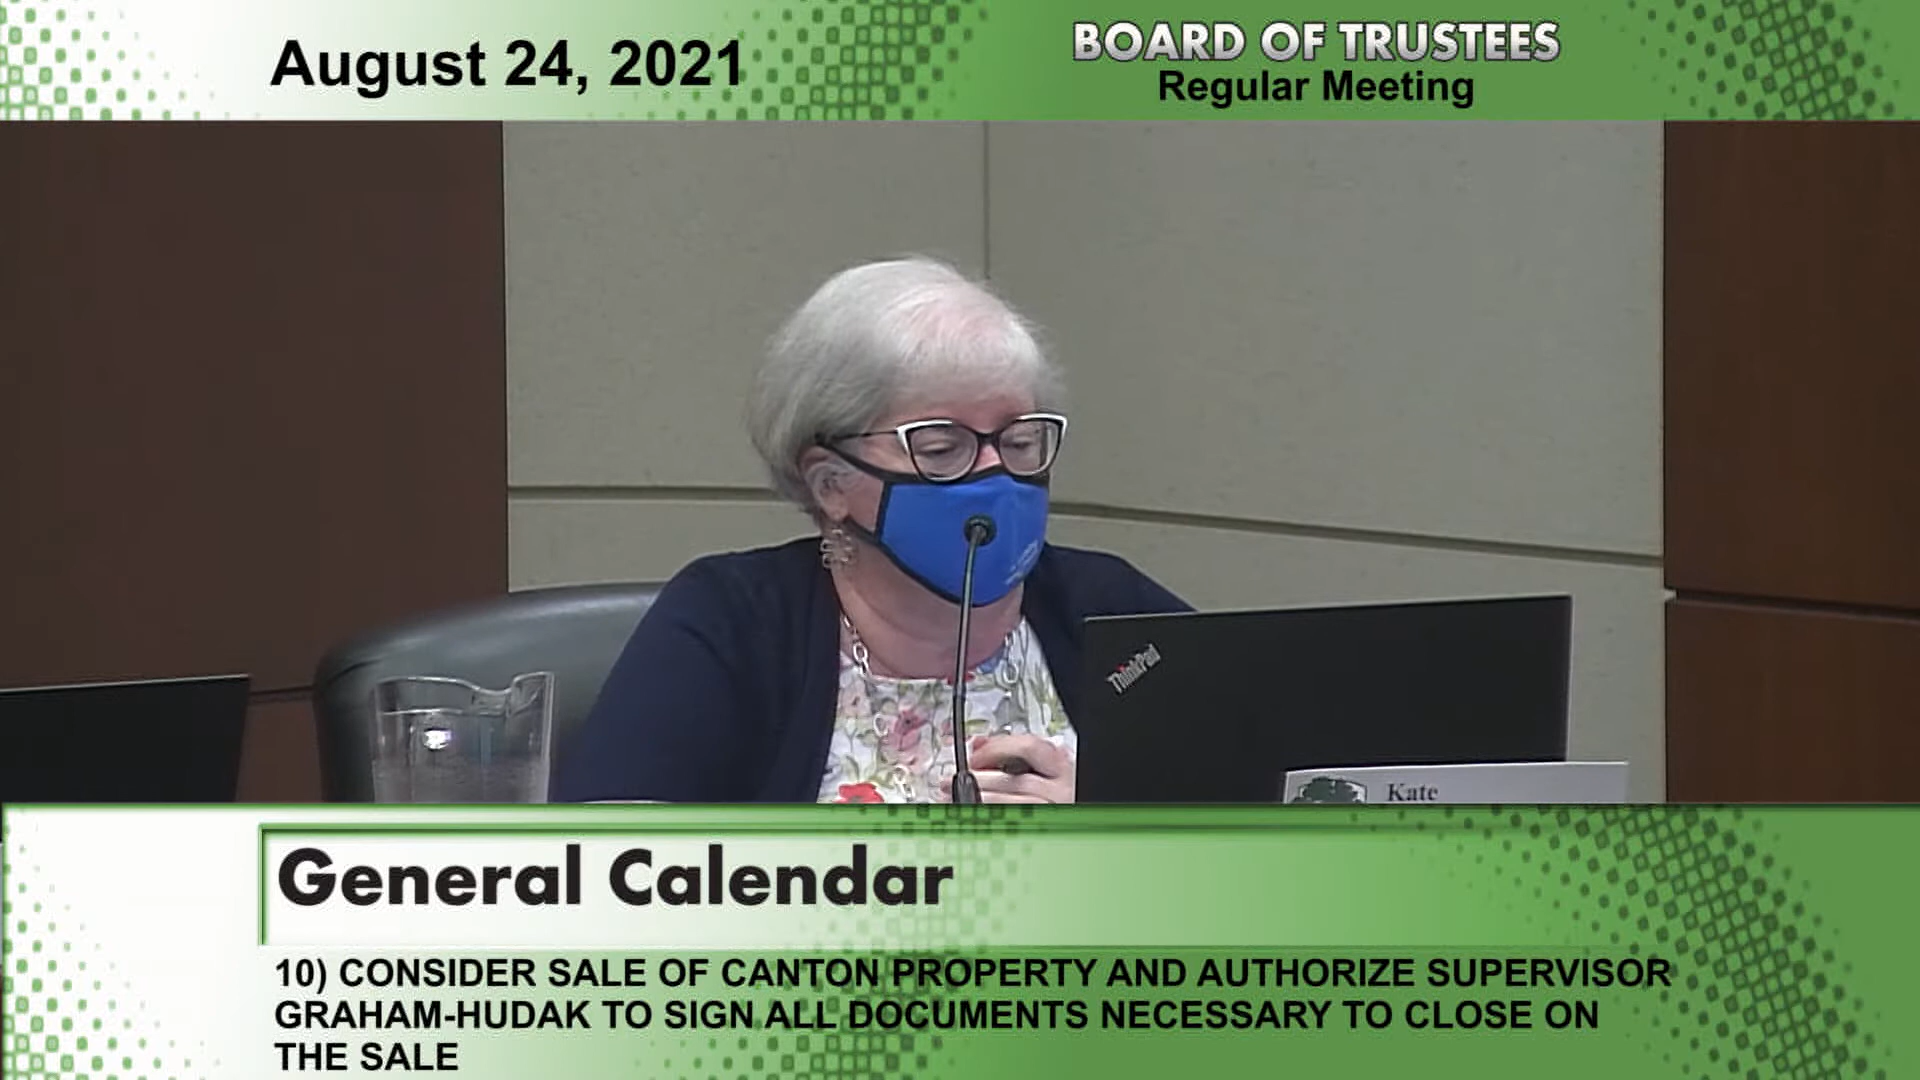 August 24, 2021
BOARD OF TRUSTEES
Regular Meeting
ThinkPad
Kate
General Calendar
10) CONSIDER SALE OF CANTON PROPERTY AND AUTHORIZE SUPERVISOR
GRAHAM-HUDAK TO SIGN ALL DOCUMENTS NECESSARY TO CLOSE ON
THE SALE